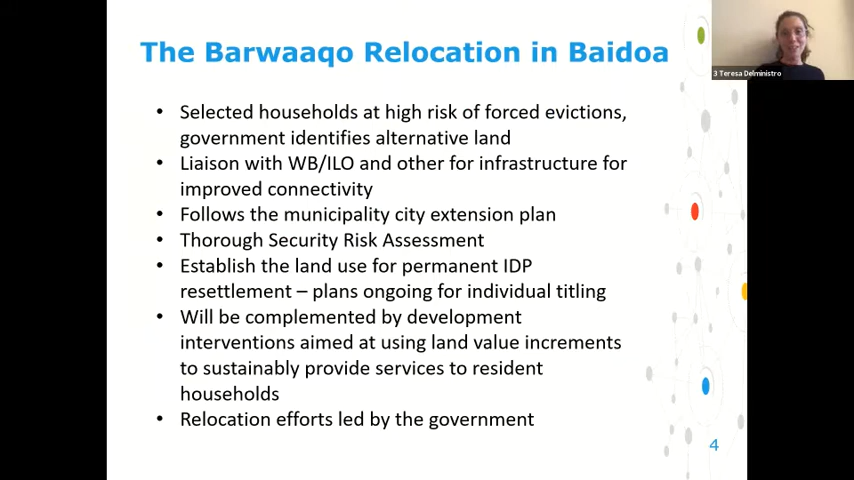 The Barwaaqo Relocation in Baidoa
3 Teresa Delministro
• Selected households at high risk of forced evictions,
government identifies alternative land
• Liaison with WB/ILO and other for infrastructure for
improved connectivity
• Follows the municipality city extension plan
• Thorough Security Risk Assessment
• Establish the land use for permanent IDP
resettlement – plans ongoing for individual titling
• Will be complemented by development
interventions aimed at using land value increments
to sustainably provide services to resident
households
• Relocation efforts led by the government
4